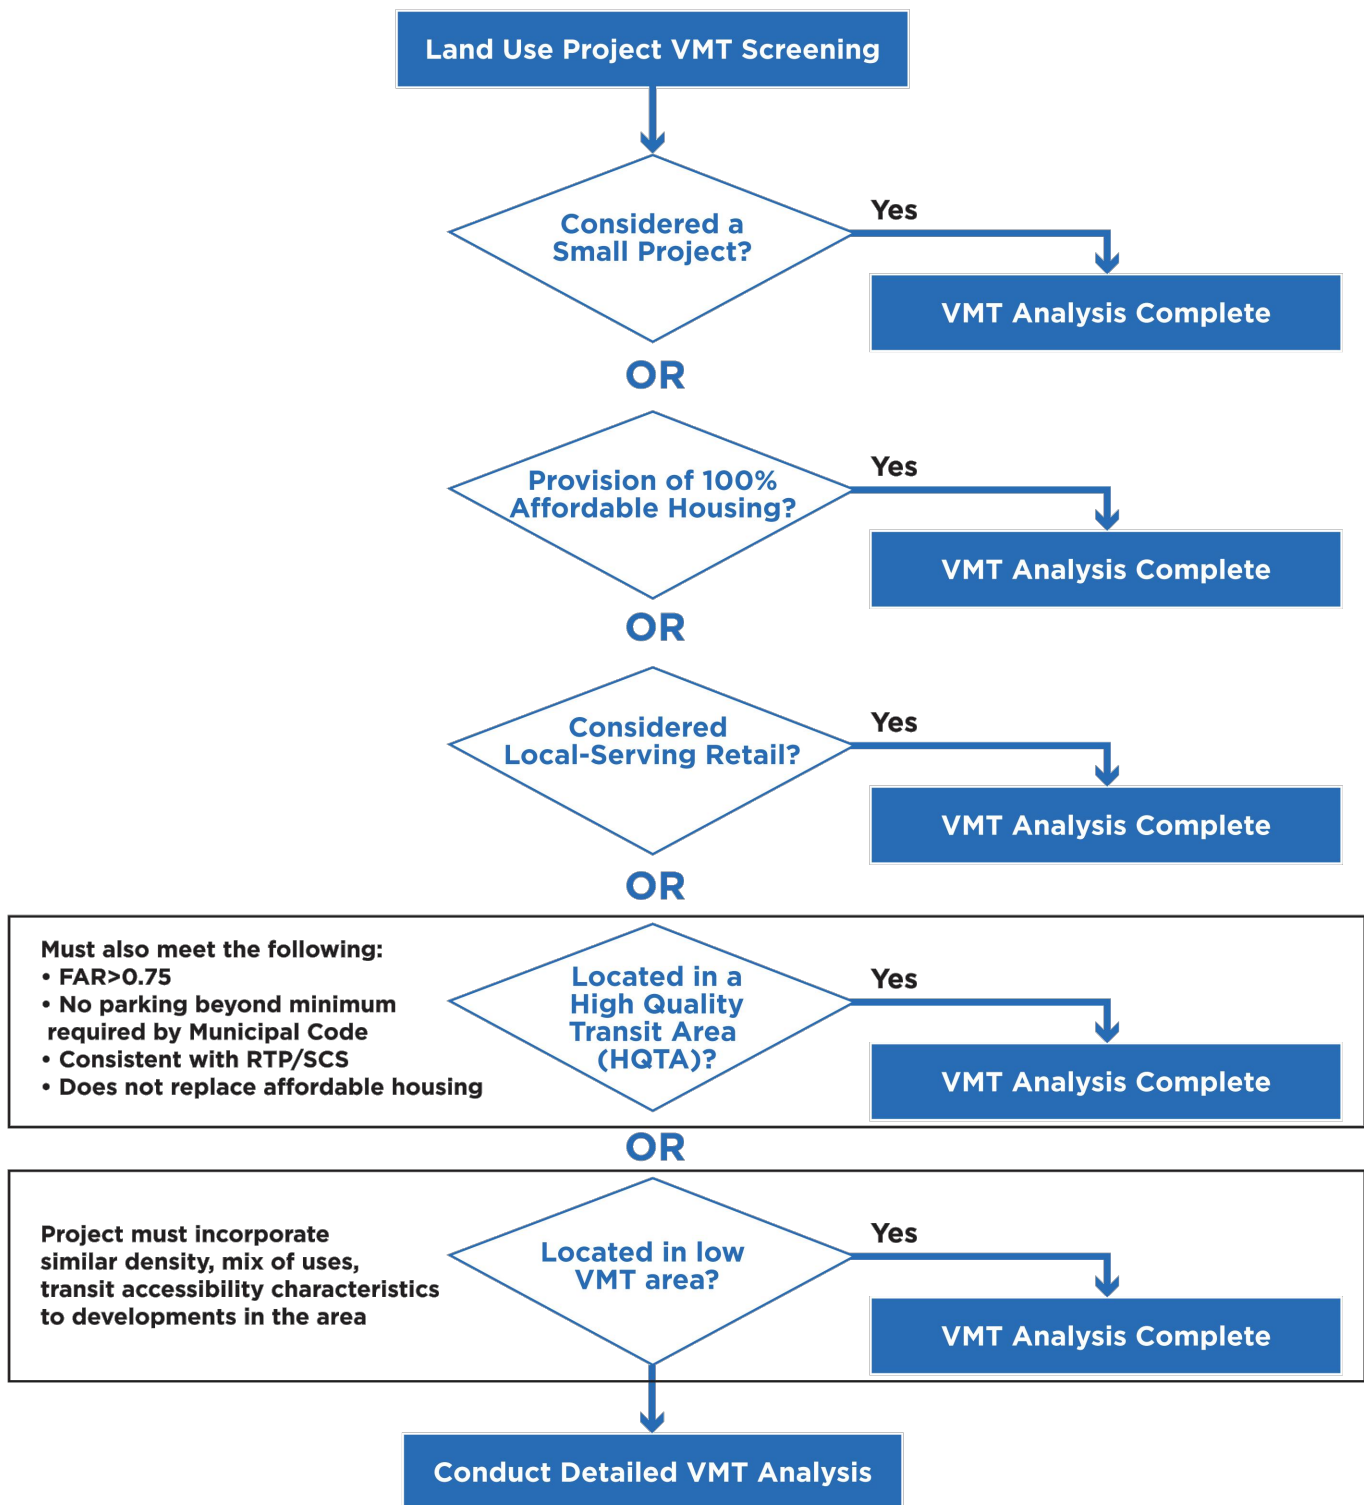 Land Use Project VMT Screening
Considered a
Small Project?
Yes
VMT Analysis Complete
OR
Provision of 100%
Affordable Housing?
Yes
VMT Analysis Complete
OR
Considered
Local-Serving Retail?
Yes
VMT Analysis Complete
OR
Must also meet the following:
• FAR>0.75
• No parking beyond minimum
required by Municipal Code
• Consistent with RTP/SCS
• Does not replace affordable housing
Located in a
High Quality
Transit Area
(HQTA)?
Yes
VMT Analysis Complete
OR
Project must incorporate
similar density, mix of uses,
transit accessibility characteristics
to developments in the area
Located in low
VMT area?
Yes
VMT Analysis Complete
Conduct Detailed VMT Analysis